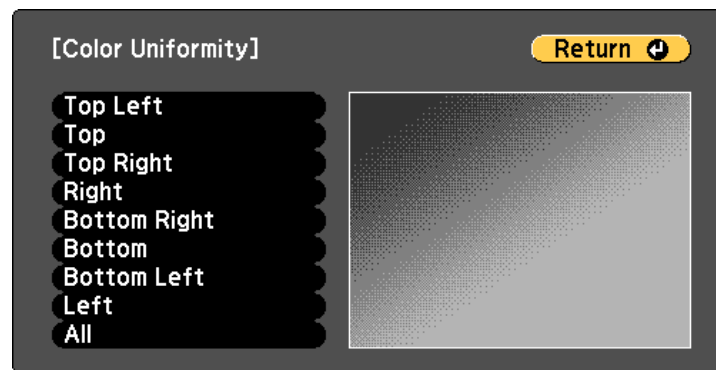 [Color Uniformity]
Return
Top Left
Top
Top Right
Right
Bottom Right
Bottom
Bottom Left
Left
All